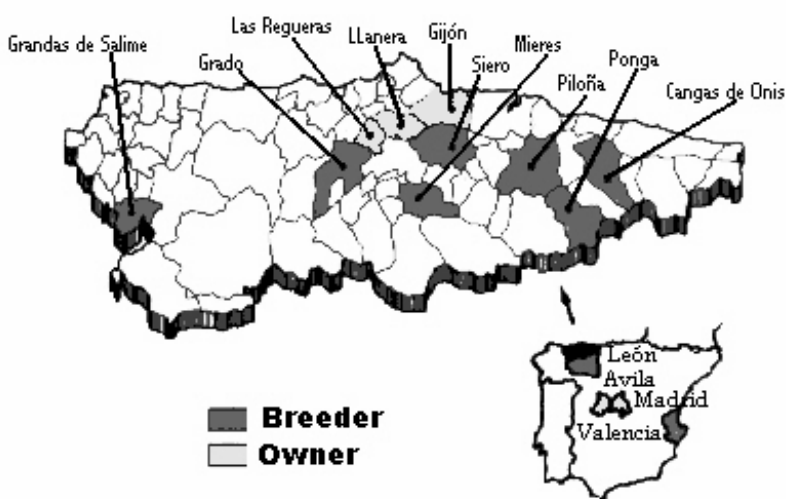 Grandas de Salime
Grado
Las Regueras
LLanera
Gijón
Siero
Mieres
Piloña
Ponga
Cangas de Onis
León
Avila
Madrid
Valencia
Breeder
Owner